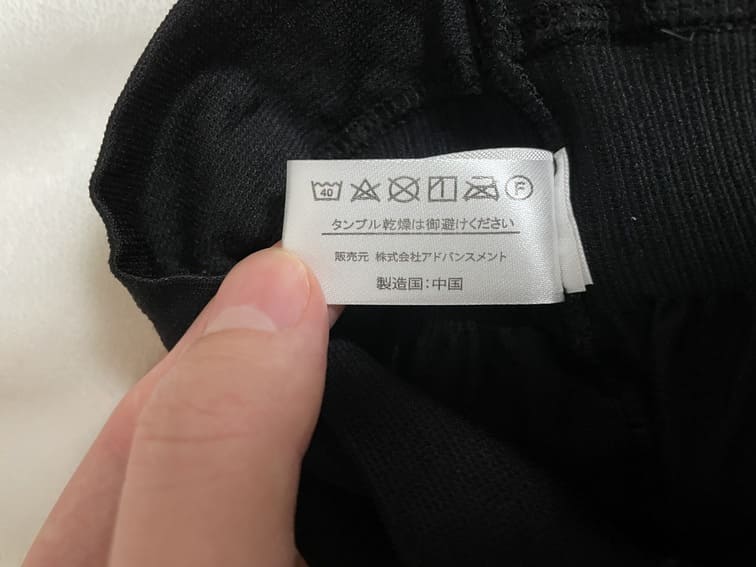 40 F
タンブル乾燥は御避けください
販売元 株式会社アドバンスメント
製造国:中国